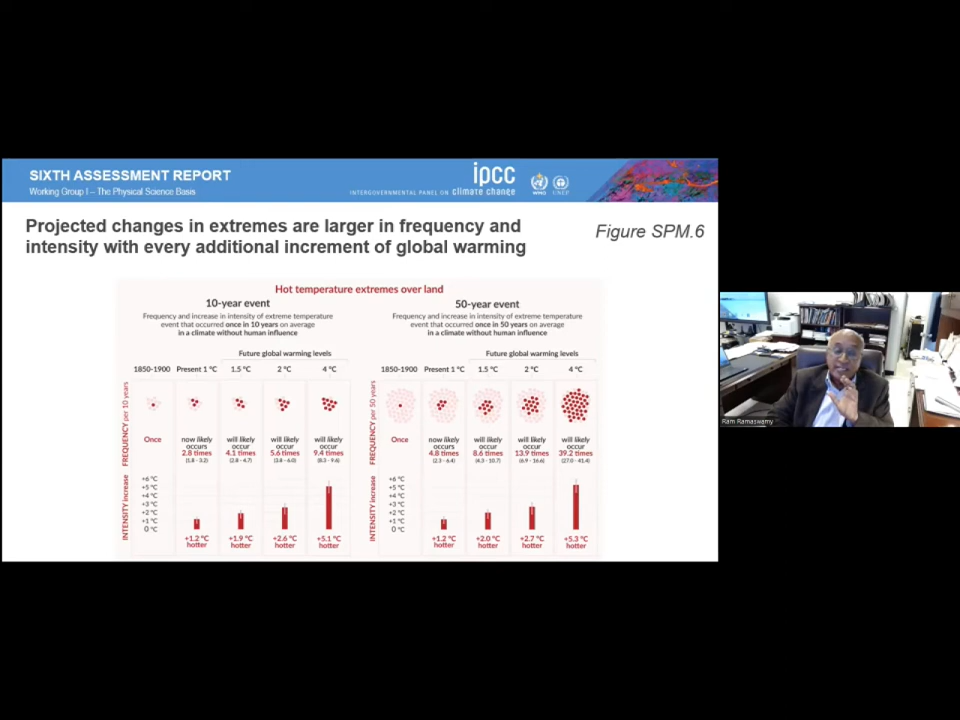 SIXTH ASSESSMENT REPORT
Working Group I – The Physical Science Basis
ipcc
INTERGOVERNMENTAL PANEL ON climate change
WMO UNEP
Projected changes in extremes are larger in frequency and
intensity with every additional increment of global warming
Figure SPM.6
Hot temperature extremes over land
10-year event
Frequency and increase in intensity of extreme temperature
event that occurred once in 10 years on average
in a climate without human influence
Future global warming levels
1850-1900 Present 1 °C 1.5 °C 2 °C 4 °C
FREQUENCY per 10 years
Once now likely will likely will likely will likely
occurs occur occur occur
2.8 times 4.1 times 5.6 times 9.4 times
(1.8 - 3.2) (2.8 - 4.7) (3.8 - 6.0) (8.3 - 9.6)
INTENSITY increase
+6 °C
+5 °C
+4 °C
+3 °C
+2 °C
+1 °C
0 °C
+1.2 °C +1.9 °C +2.6 °C +5.1 °C
hotter hotter hotter hotter
50-year event
Frequency and increase in intensity of extreme temperature
event that occurred once in 50 years on average
in a climate without human influence
Future global warming levels
1850-1900 Present 1 °C 1.5 °C 2 °C 4 °C
FREQUENCY per 50 years
Once now likely will likely will likely will likely
occurs occur occur occur
4.8 times 8.6 times 13.9 times 39.2 times
(2.3 - 6.4) (4.3 - 10.7) (6.9 - 16.6) (27.0 - 41.4)
INTENSITY increase
+6 °C
+5 °C
+4 °C
+3 °C
+2 °C
+1 °C
0 °C
+1.2 °C +2.0 °C +2.7 °C +5.3 °C
hotter hotter hotter hotter
Ram Ramaswamy